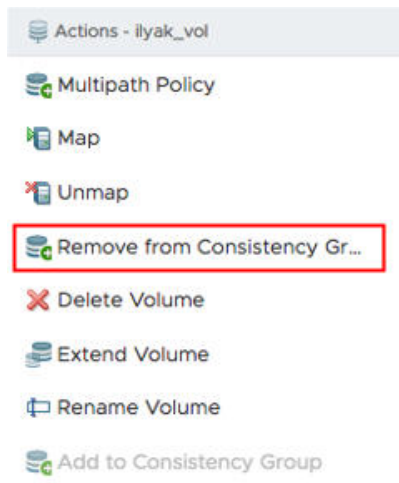 Actions - ilyak_vol
Multipath Policy
Map
Unmap
Remove from Consistency Gr...
Delete Volume
Extend Volume
Rename Volume
Add to Consistency Group